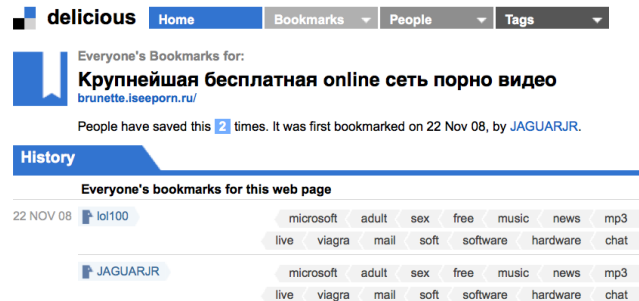 delicious
Home Bookmarks People Tags
Everyone's Bookmarks for:
Крупнейшая бесплатная online сеть порно видео
brunette.iseeporn.ru/
People have saved this 2 times. It was first bookmarked on 22 Nov 08, by JAGUARJR.
History
Everyone's bookmarks for this web page
22 NOV 08 lol100 microsoft adult sex free music news mp3
live viagra mail soft software hardware chat
JAGUARJR microsoft adult sex free music news mp3
live viagra mail soft software hardware chat